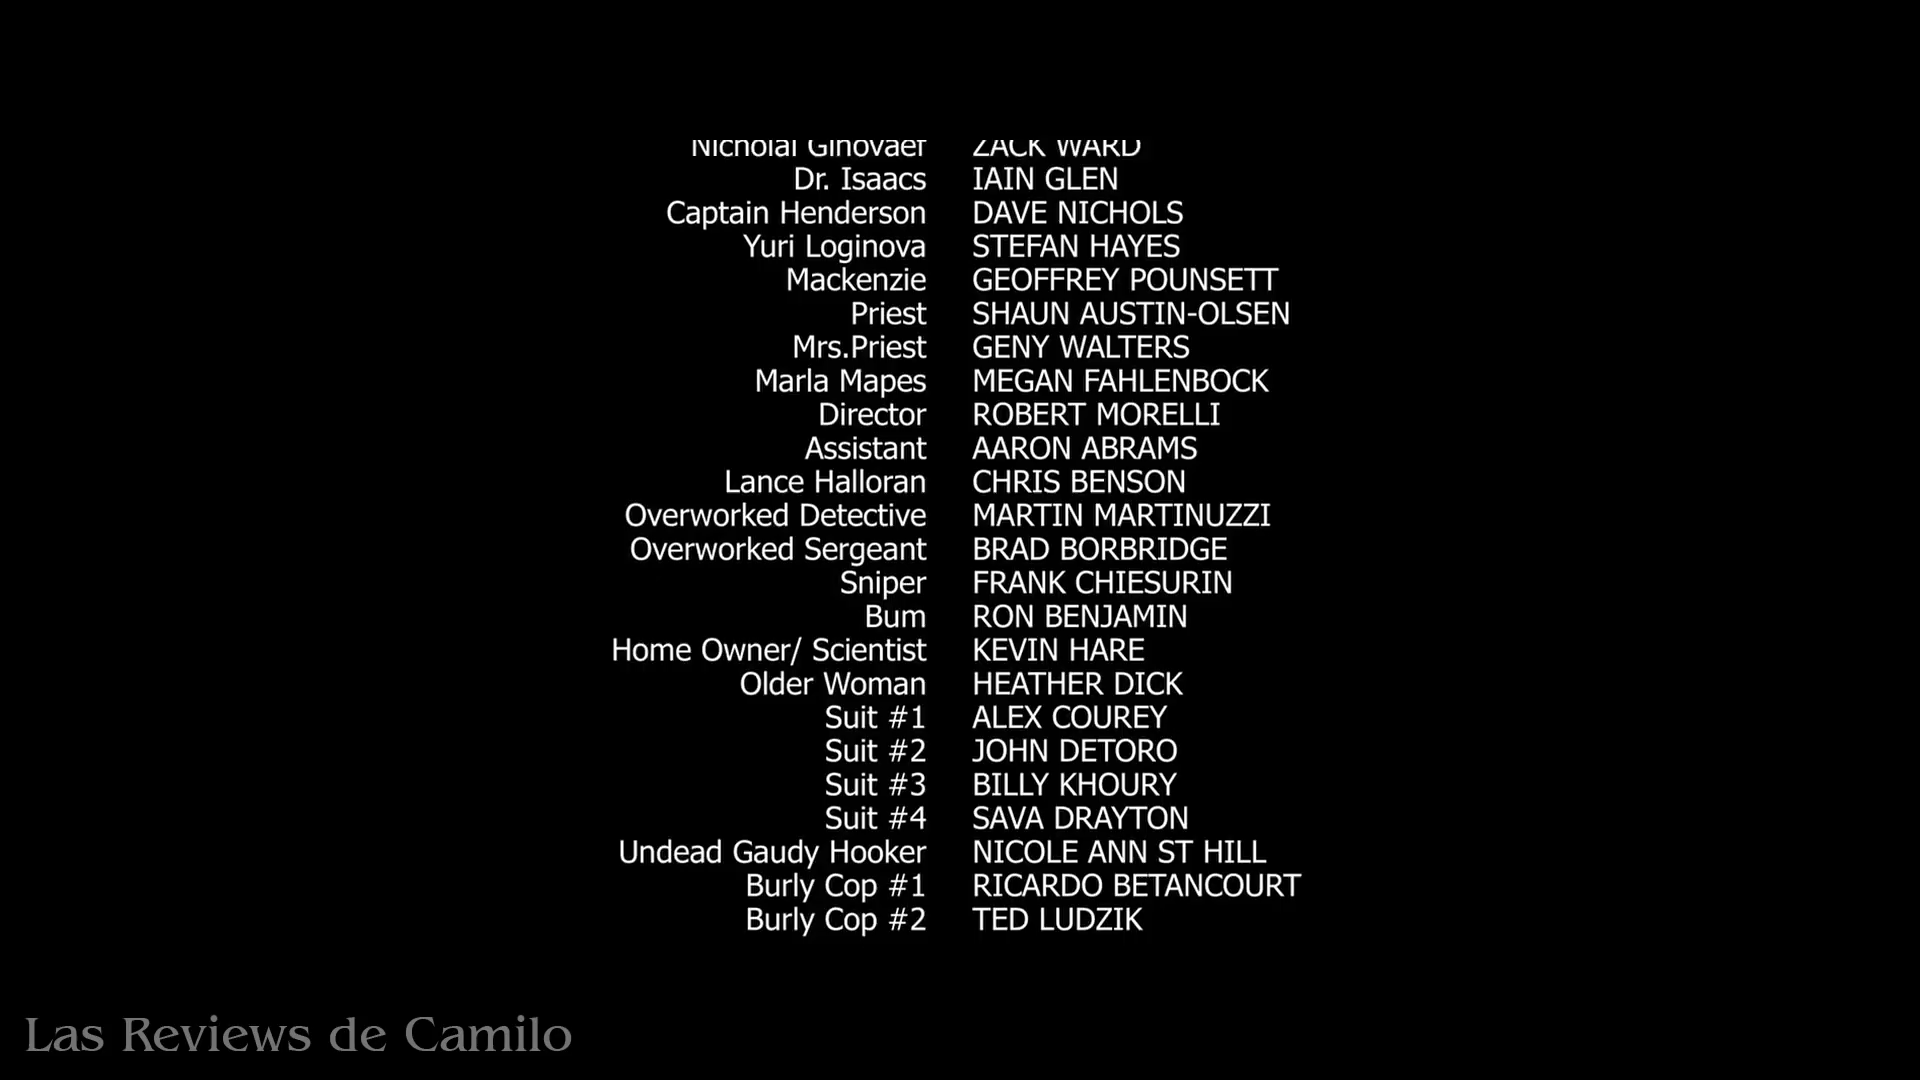 Nicholai Ginovaef ZACK WARD
Dr. Isaacs IAIN GLEN
Captain Henderson DAVE NICHOLS
Yuri Loginova STEFAN HAYES
Mackenzie GEOFFREY POUNSETT
Priest SHAUN AUSTIN-OLSEN
Mrs.Priest GENY WALTERS
Marla Mapes MEGAN FAHLENBOCK
Director ROBERT MORELLI
Assistant AARON ABRAMS
Lance Halloran CHRIS BENSON
Overworked Detective MARTIN MARTINUZZI
Overworked Sergeant BRAD BORBRIDGE
Sniper FRANK CHIESURIN
Bum RON BENJAMIN
Home Owner/ Scientist KEVIN HARE
Older Woman HEATHER DICK
Suit #1 ALEX COUREY
Suit #2 JOHN DETORO
Suit #3 BILLY KHOURY
Suit #4 SAVA DRAYTON
Undead Gaudy Hooker NICOLE ANN ST HILL
Burly Cop #1 RICARDO BETANCOURT
Burly Cop #2 TED LUDZIK
Las Reviews de Camilo